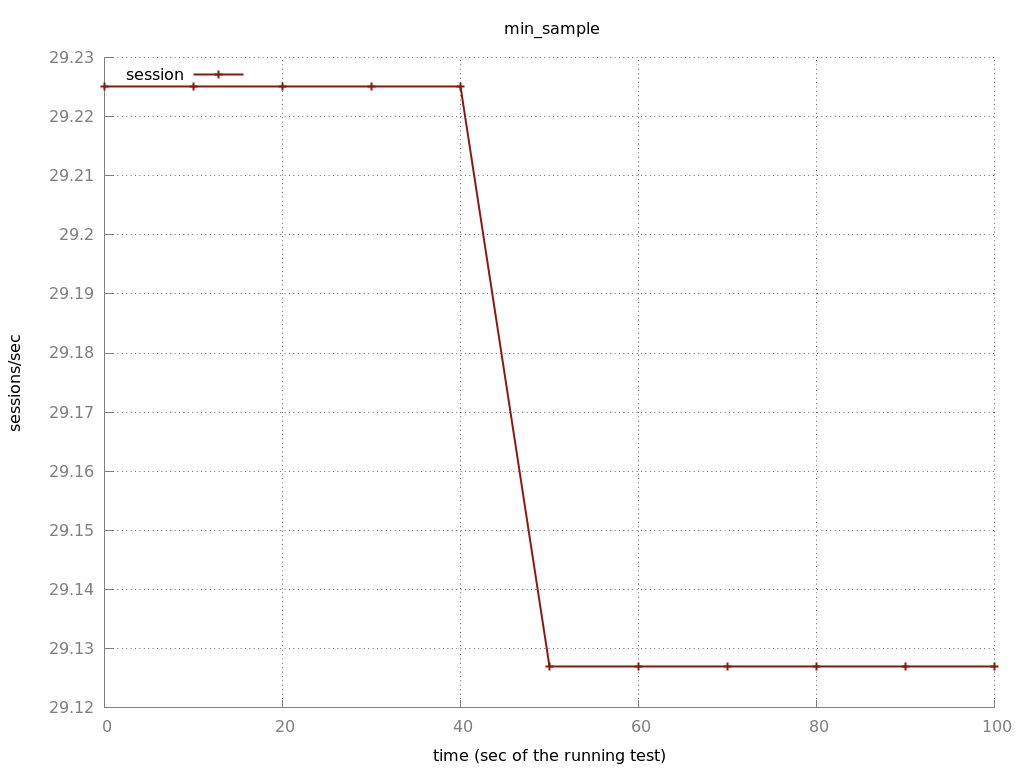 min_sample
session
29.23
29.22
29.21
29.2
29.19
29.18
29.17
29.16
29.15
29.14
29.13
29.12
sessions/sec
0 20 40 60 80 100
time (sec of the running test)